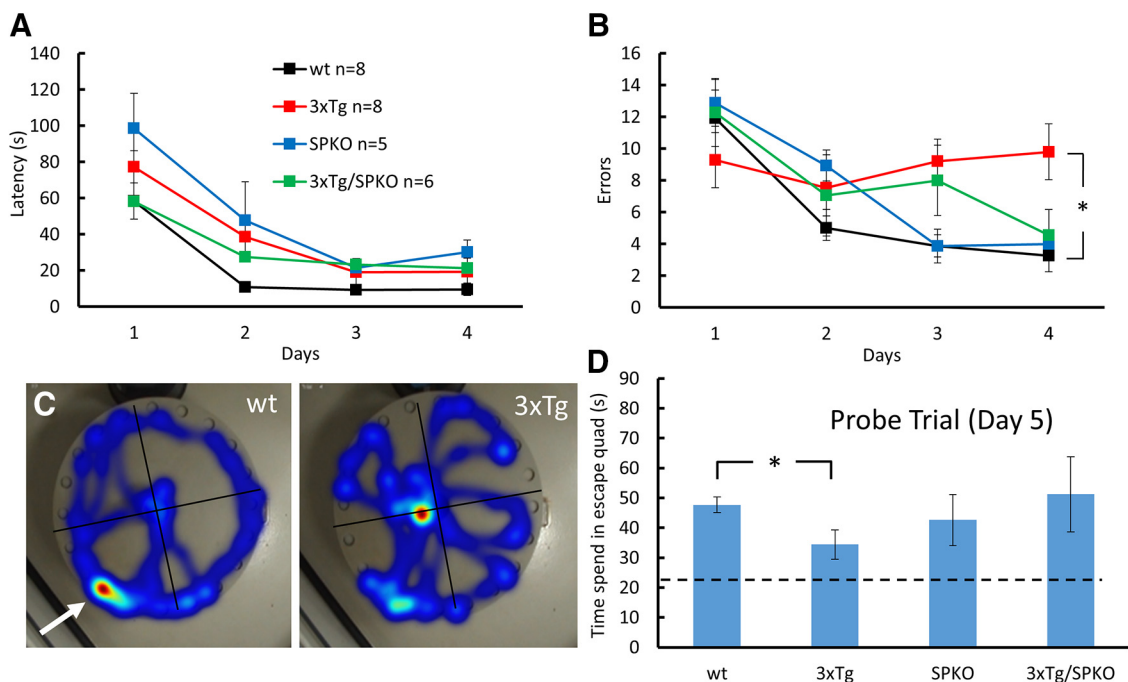 A
140
120
100
80
60
40
20
0
Latency (s)
1 2 3 4
Days
wt n=8
3xTg n=8
SPKO n=5
3xTg/SPKO n=6
B
16
14
12
10
8
6
4
2
0
Errors
1 2 3 4
Days
*
C
wt
3xTg
D
90
80
70
60
50
40
30
20
10
0
Time spend in escape quad (s)
Probe Trial (Day 5)
*
wt 3xTg SPKO 3xTg/SPKO